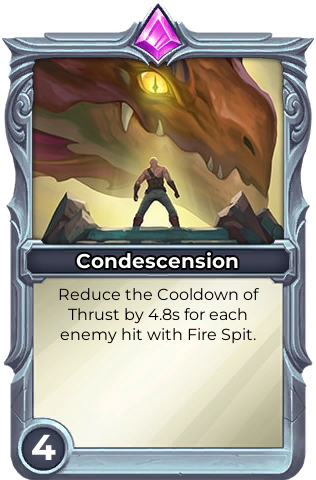 Condescension
Reduce the Cooldown of
Thrust by 4.8s for each
enemy hit with Fire Spit.
4